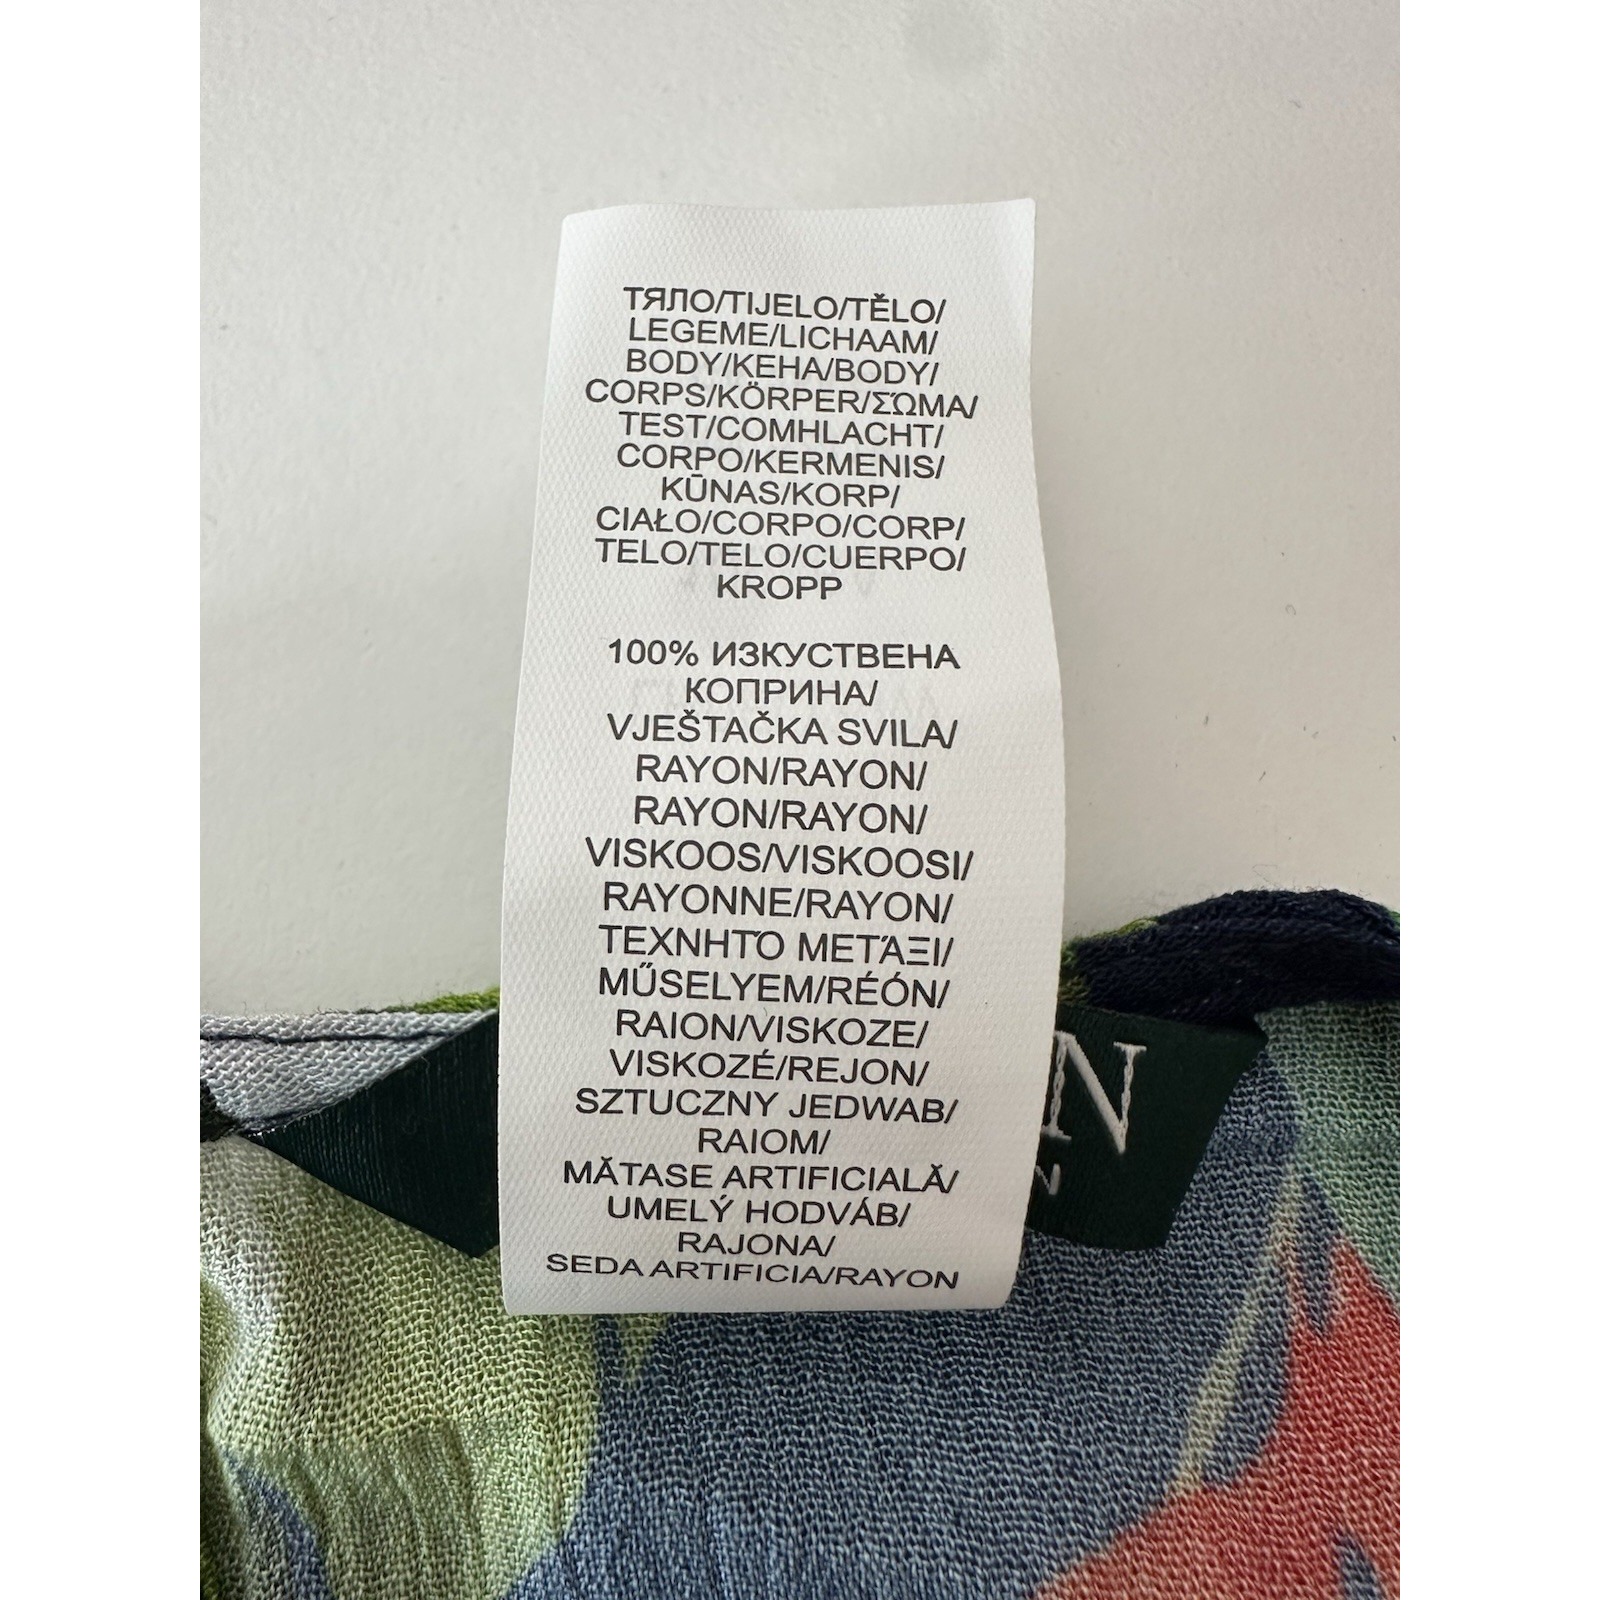 ТЯЛО/TIJELO/TĚLO/
LEGEME/LICHAAM/
BODY/KEHA/BODY/
CORPS/KÖRPER/ΣΏΜΑ/
TEST/COMHLACHT/
CORPO/KERMENIS/
KŪNAS/KORP/
CIAŁO/CORPO/CORP/
TELO/TELO/CUERPO/
KROPP
100% ИЗКУСТВЕНА
КОПРИНА/
VJEŠTAČKA SVILA/
RAYON/RAYON/
RAYON/RAYON/
VISKOOS/VISKOOSI/
RAYONNE/RAYON/
ΤΕΧΝΗΤΌ ΜΕΤΆΞΙ/
MŰSELYEM/RÉÓN/
RAION/VISKOZE/
VISKOZÉ/REJON/
SZTUCZNY JEDWAB/
RAIOM/
MĂTASE ARTIFICIALĂ/
UMELÝ HODVÁB/
RAJONA/
SEDA ARTIFICIA/RAYON
N
N